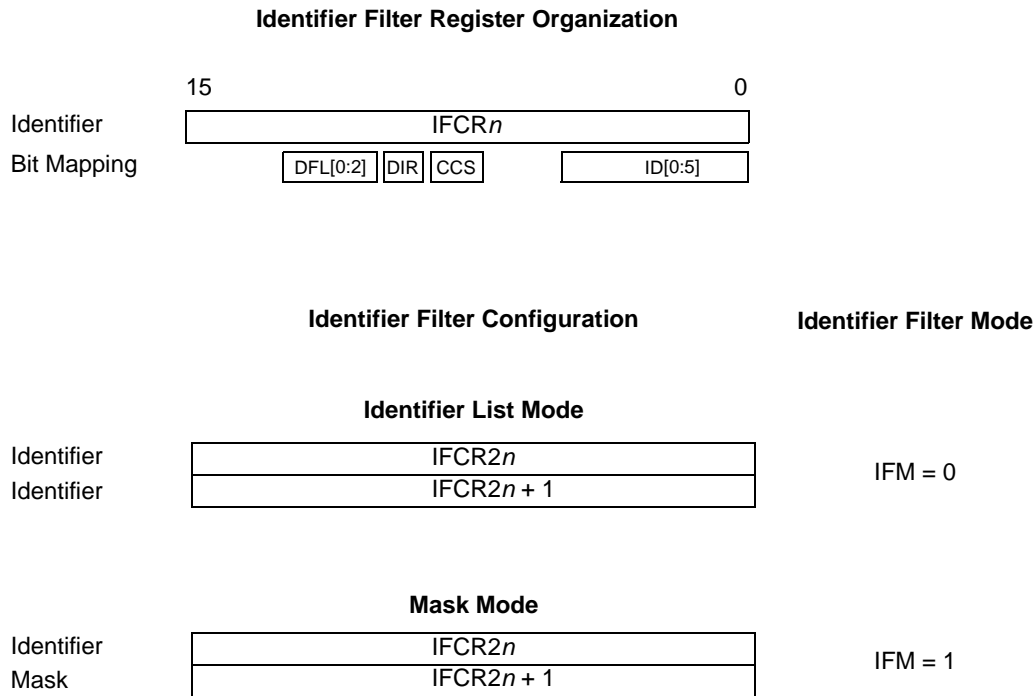 Identifier Filter Register Organization
15 0
Identifier IFCRn
Bit Mapping DFL[0:2] DIR CCS ID[0:5]
Identifier Filter Configuration Identifier Filter Mode
Identifier List Mode
Identifier IFCR2n
IFM = 0
Identifier IFCR2n + 1
Mask Mode
Identifier IFCR2n
IFM = 1
Mask IFCR2n + 1